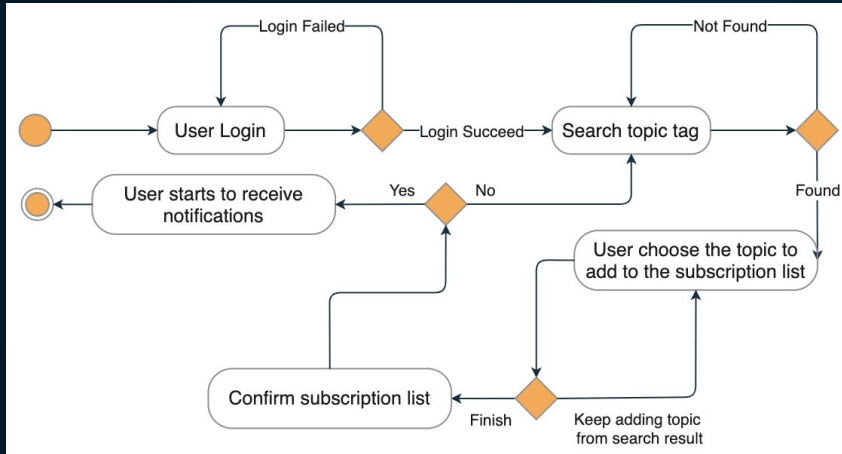 Login Failed
Not Found
User Login
Login Succeed
Search topic tag
User starts to receive
notifications
Yes
No
Found
User choose the topic to
add to the subscription list
Confirm subscription list
Finish
Keep adding topic
from search result